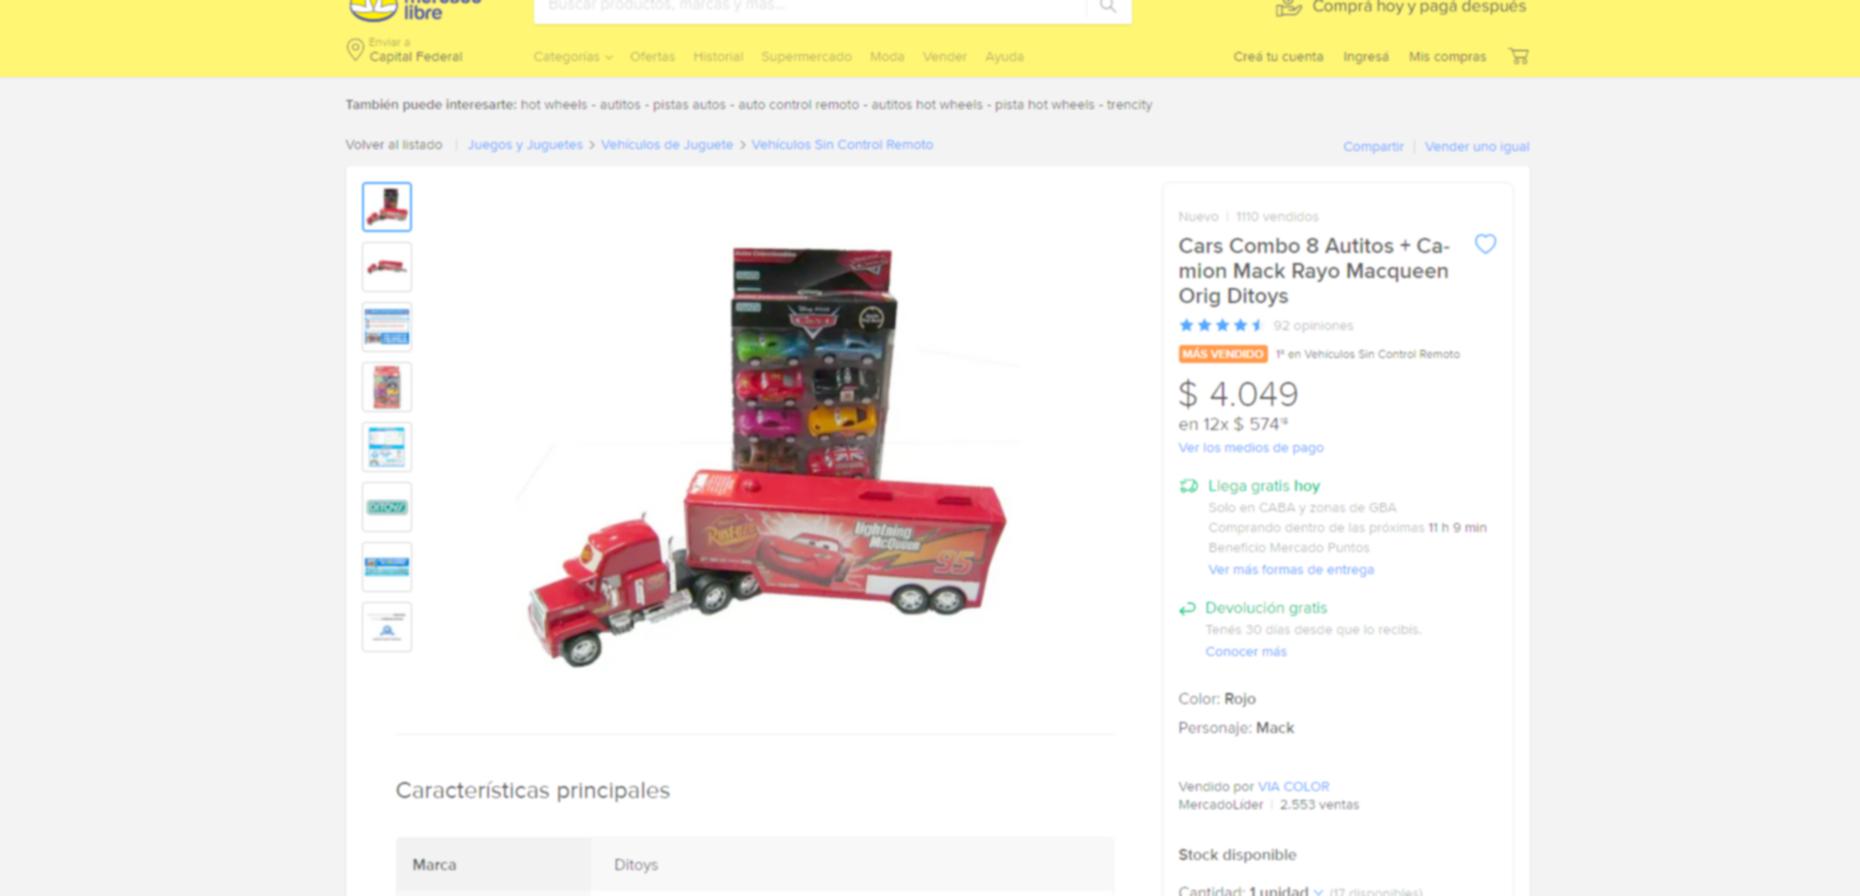 mercado
libre
Buscar productos, marcas y más...
Comprá hoy y pagá después
Enviar a
Capital Federal
Categorías Ofertas Historial Supermercado Moda Vender Ayuda
Creá tu cuenta Ingresá Mis compras
También puede interesarte: hot wheels - autitos - pistas autos - auto control remoto - autitos hot wheels - pista hot wheels - trencity
Volver al listado | Juegos y Juguetes > Vehículos de Juguete > Vehículos Sin Control Remoto
Compartir | Vender uno igual
DITOYS
Cars
Rust-eze
Lightning
McQueen
95
Nuevo | 1110 vendidos
Cars Combo 8 Autitos + Ca-
mion Mack Rayo Macqueen
Orig Ditoys
92 opiniones
MÁS VENDIDO 1º en Vehículos Sin Control Remoto
$ 4.049
en 12x $ 574
Ver los medios de pago
Llega gratis hoy
Solo en CABA y zonas de GBA
Comprando dentro de las próximas 11 h 9 min
Beneficio Mercado Puntos
Ver más formas de entrega
Devolución gratis
Tenés 30 días desde que lo recibís.
Conocer más
Color: Rojo
Personaje: Mack
Vendido por VIA COLOR
MercadoLíder | 2.553 ventas
Stock disponible
Cantidad: 1 unidad (17 disponibles)
Características principales
Marca Ditoys